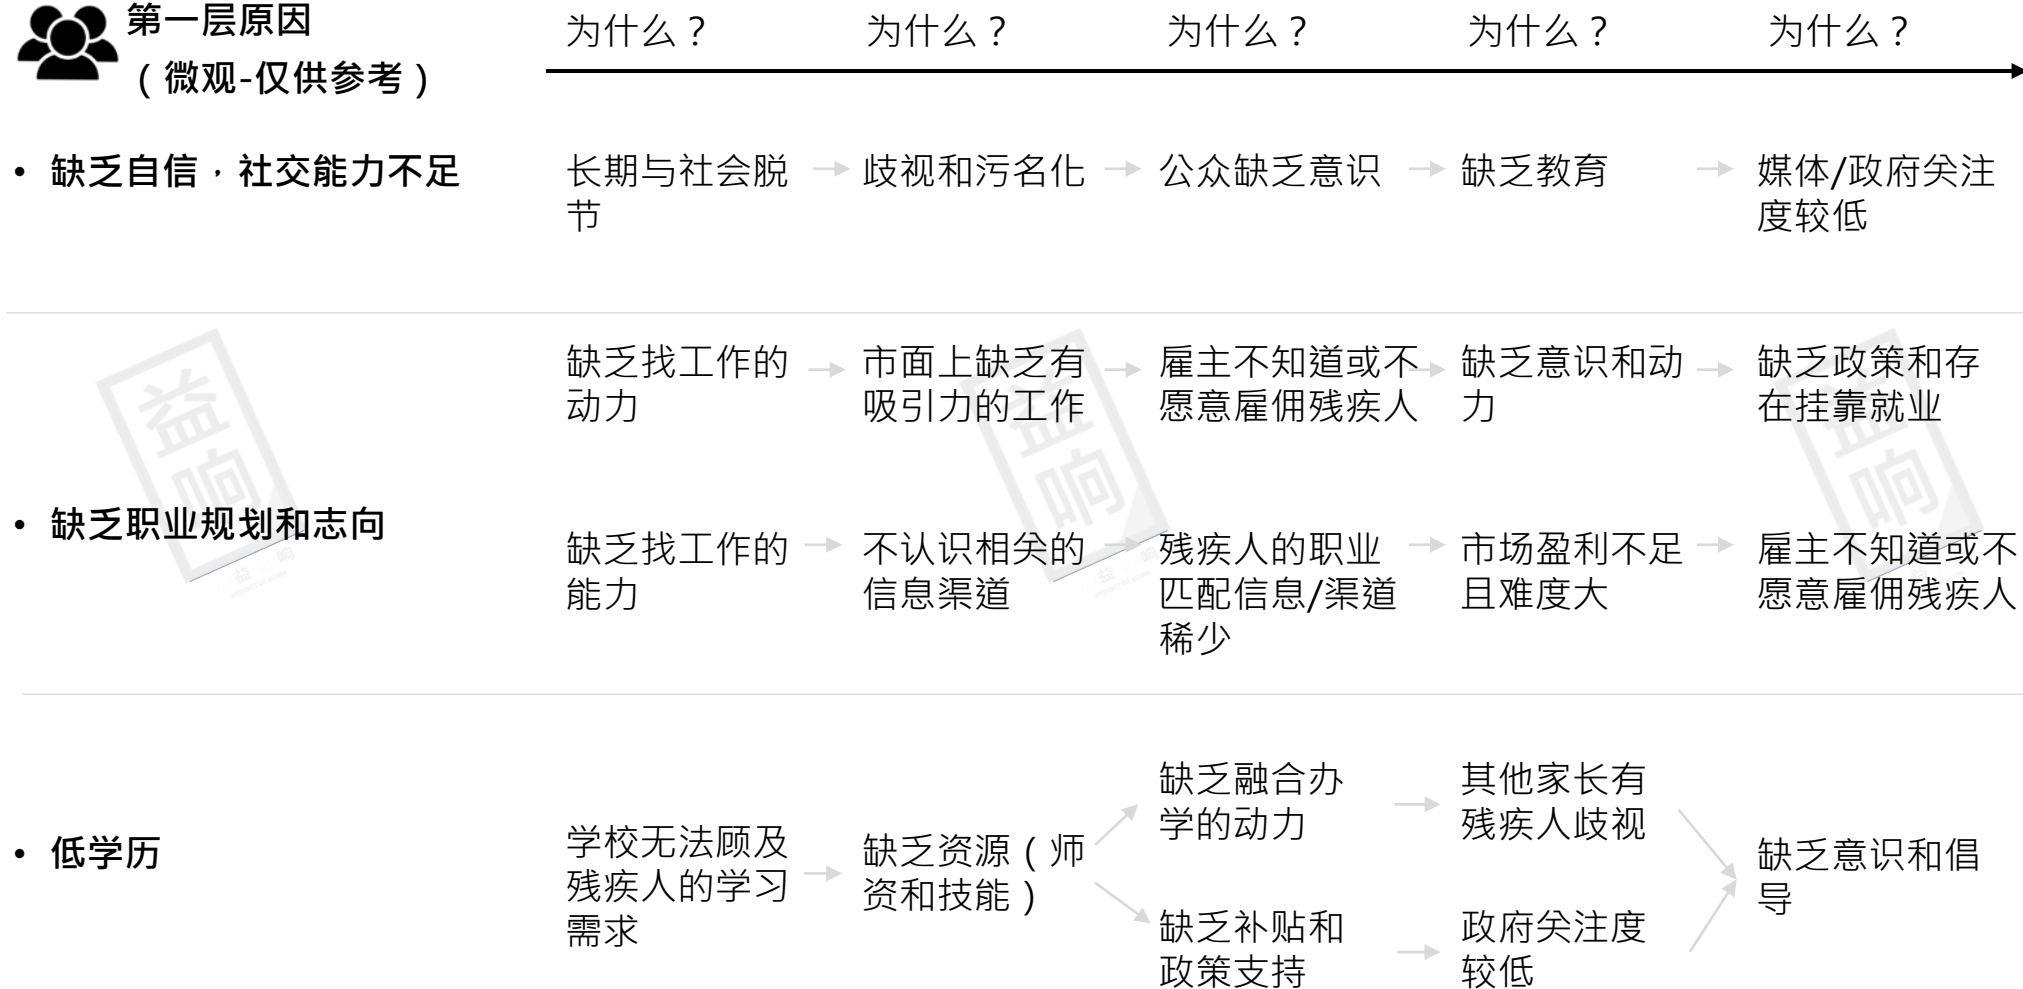 第一层原因
（微观-仅供参考）
为什么？ 为什么？ 为什么？ 为什么？ 为什么？
• 缺乏自信，社交能力不足
长期与社会脱
节
歧视和污名化
公众缺乏意识
缺乏教育
媒体/政府关注
度较低
• 缺乏职业规划和志向
缺乏找工作的
动力
市面上缺乏有
吸引力的工作
雇主不知道或不
愿意雇佣残疾人
缺乏意识和动
力
缺乏政策和存
在挂靠就业
缺乏找工作的
能力
不认识相关的
信息渠道
残疾人的职业
匹配信息/渠道
稀少
市场盈利不足
且难度大
雇主不知道或不
愿意雇佣残疾人
• 低学历
学校无法顾及
残疾人的学习
需求
缺乏资源（师
资和技能）
缺乏融合办
学的动力
其他家长有
残疾人歧视
缺乏补贴和
政策支持
政府关注度
较低
缺乏意识和倡
导
益响
益响
益响